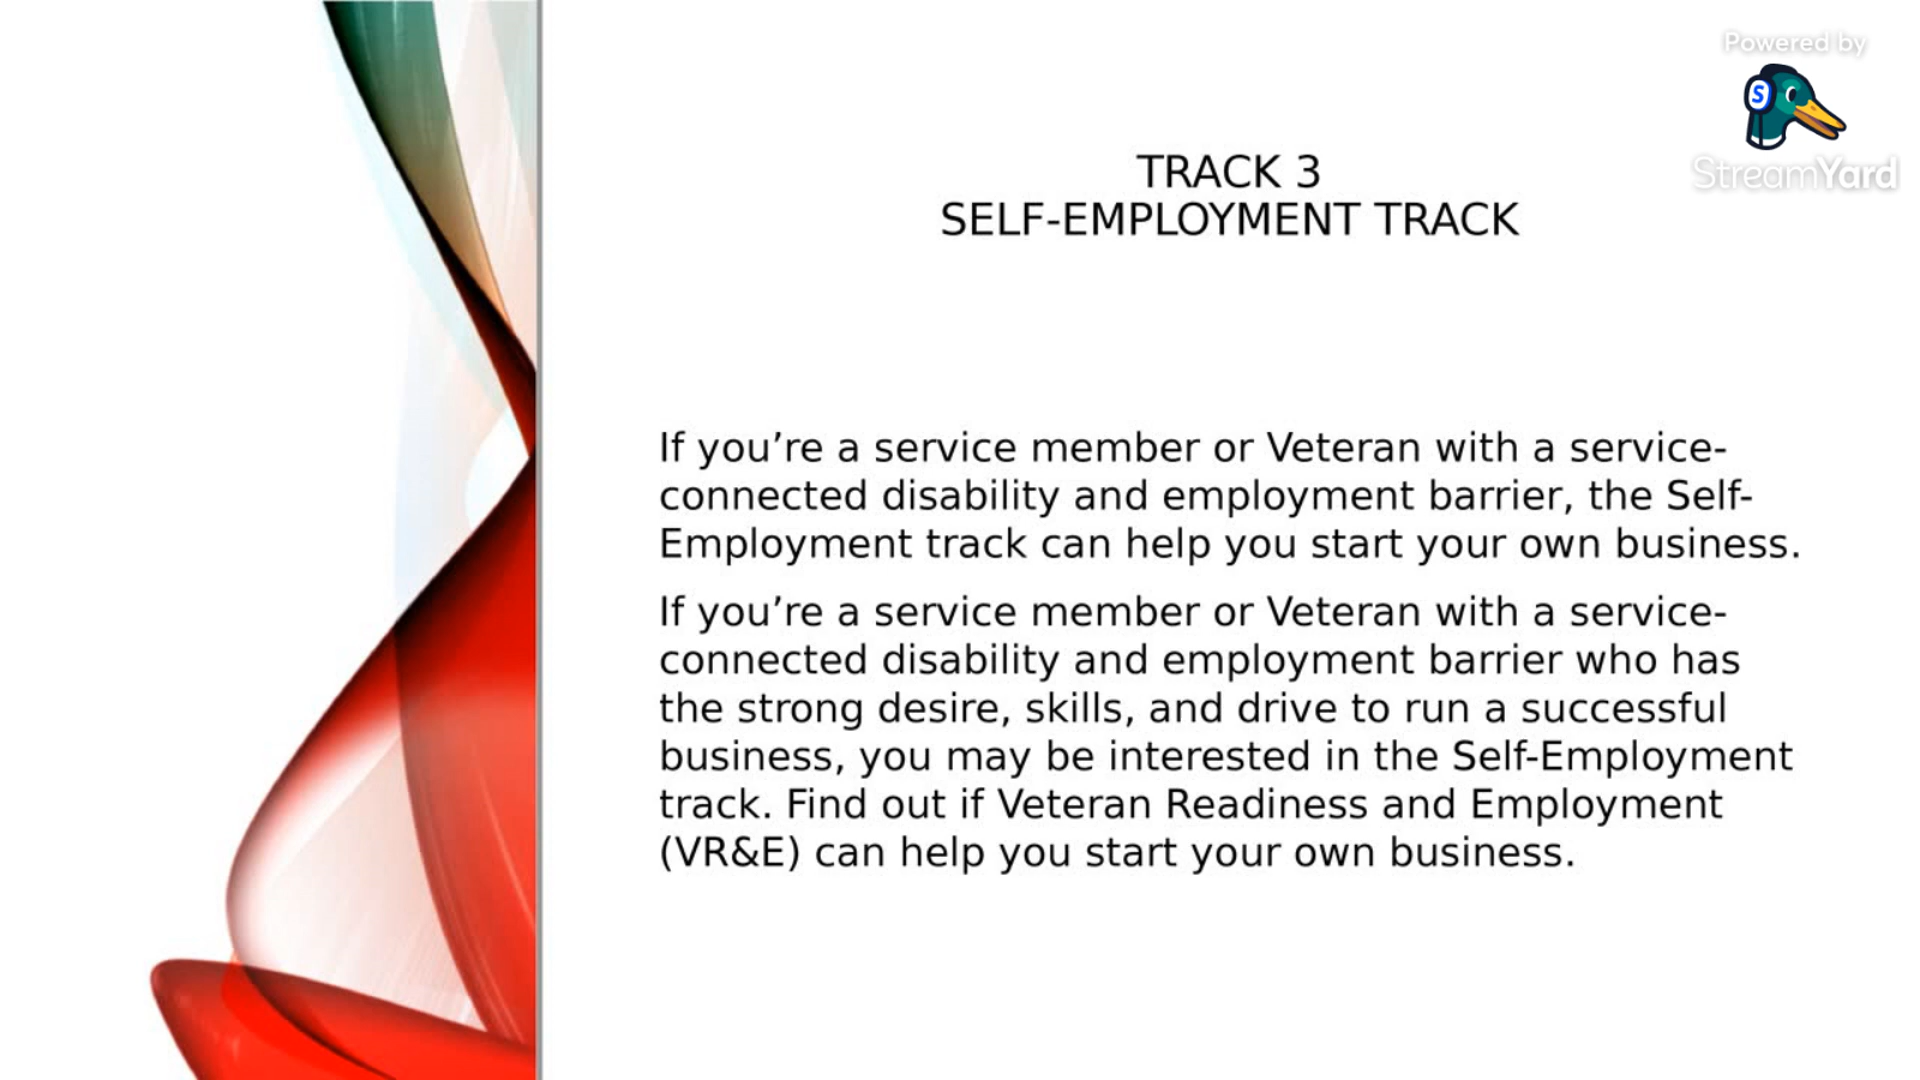 Powered by
S
StreamYard
TRACK 3
SELF-EMPLOYMENT TRACK
If you’re a service member or Veteran with a service-
connected disability and employment barrier, the Self-
Employment track can help you start your own business.
If you’re a service member or Veteran with a service-
connected disability and employment barrier who has
the strong desire, skills, and drive to run a successful
business, you may be interested in the Self-Employment
track. Find out if Veteran Readiness and Employment
(VR&E) can help you start your own business.